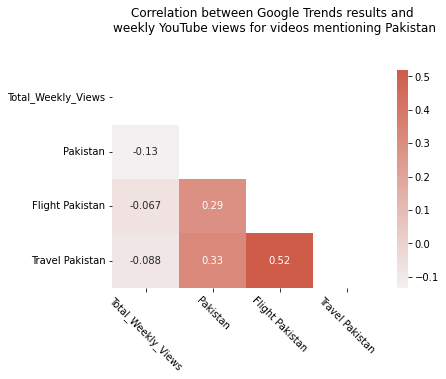 Correlation between Google Trends results and
weekly YouTube views for videos mentioning Pakistan
Total_Weekly_Views
Pakistan
-0.13
Flight Pakistan
-0.067
0.29
Travel Pakistan
-0.088
0.33
0.52
Total_Weekly_Views
Pakistan
Flight Pakistan
Travel Pakistan
0.5
0.4
0.3
0.2
0.1
0.0
−0.1